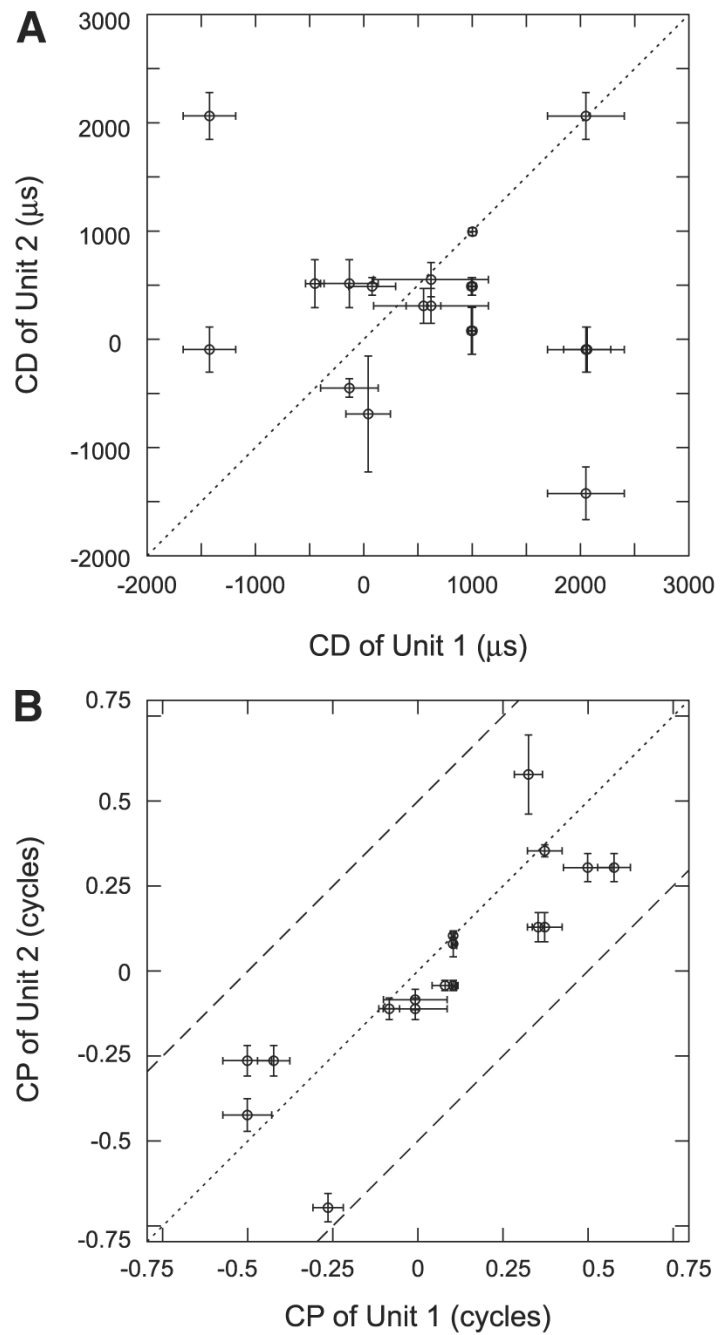 A
3000
2000
1000
0
-1000
-2000
CD of Unit 2 (μs)
-2000 -1000 0 1000 2000 3000
CD of Unit 1 (μs)
B
0.75
0.5
0.25
0
-0.25
-0.5
-0.75
CP of Unit 2 (cycles)
-0.75 -0.5 -0.25 0 0.25 0.5 0.75
CP of Unit 1 (cycles)